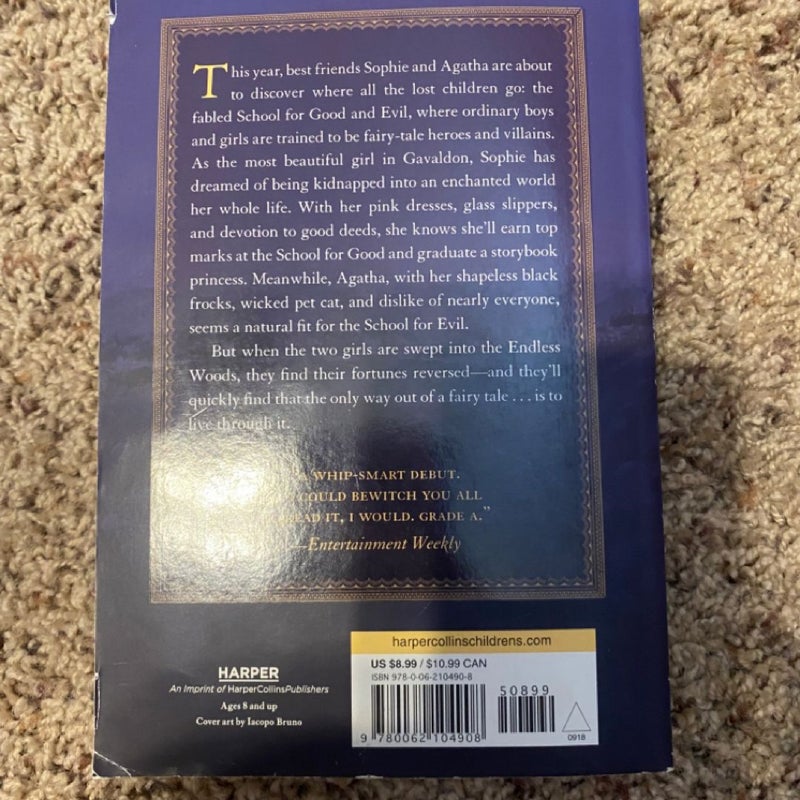 This year, best friends Sophie and Agatha are about
to discover where all the lost children go: the
fabled School for Good and Evil, where ordinary boys
and girls are trained to be fairy-tale heroes and villains.
As the most beautiful girl in Gavaldon, Sophie has
dreamed of being kidnapped into an enchanted world
her whole life. With her pink dresses, glass slippers,
and devotion to good deeds, she knows she'll earn top
marks at the School for Good and graduate a storybook
princess. Meanwhile, Agatha, with her shapeless black
frocks, wicked pet cat, and dislike of nearly everyone,
seems a natural fit for the School for Evil.
But when the two girls are swept into the Endless
Woods, they find their fortunes reversed—and they'll
quickly find that the only way out of a fairy tale . . . is to
live through it.
A WHIP-SMART DEBUT.
COULD BEWITCH YOU ALL
READ IT, I WOULD. GRADE A."
—Entertainment Weekly
harpercollinschildrens.com
US $8.99 / $10.99 CAN
ISBN 978-0-06-210490-8
50899
9 780062 104908
0918
HARPER
An Imprint of HarperCollinsPublishers
Ages 8 and up
Cover art by Iacopo Bruno